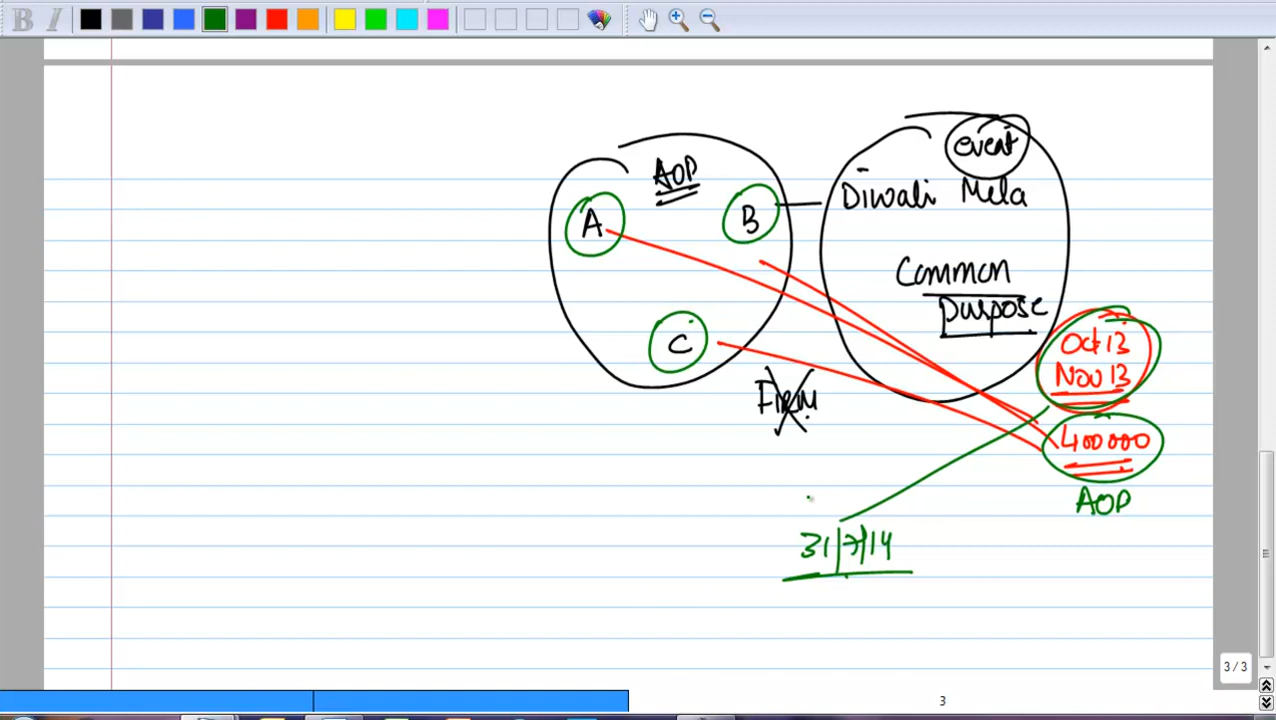 B I
AOP
A
B
C
event
Diwali Mela
Common
Purpose
Firm
Oct 13
Nov 13
400000
AOP
31/7/14
3/3
3